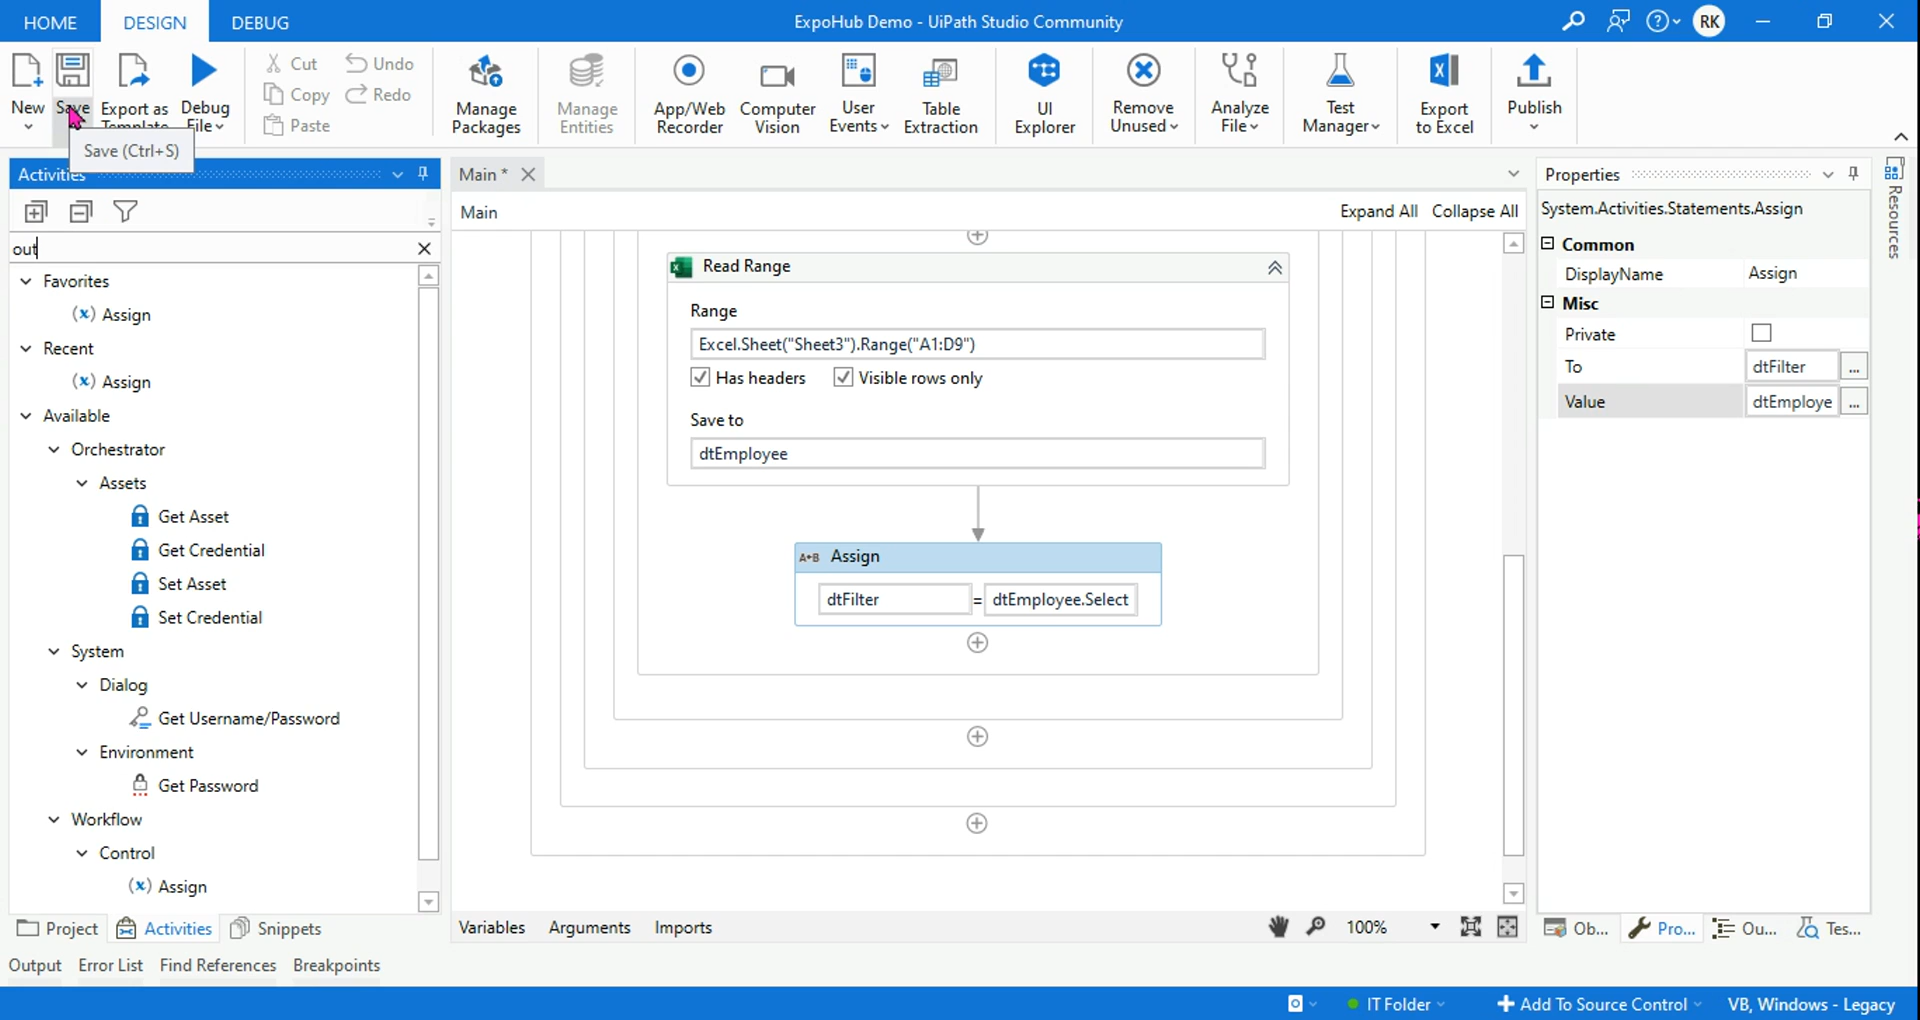 HOME DESIGN DEBUG ExpoHub Demo - UiPath Studio Community RK
New Save Export as Debug File Cut Copy Paste Undo Redo Manage Packages Manage Entities App/Web Recorder Computer Vision User Events Table Extraction UI Explorer Remove Unused Analyze File Test Manager Export to Excel Publish
Save (Ctrl+S)
Activities
out
Favorites
Assign
Recent
Assign
Available
Orchestrator
Assets
Get Asset
Get Credential
Set Asset
Set Credential
System
Dialog
Get Username/Password
Environment
Get Password
Workflow
Control
Assign
Project Activities Snippets
Main *
Main Expand All Collapse All
Read Range
Range
Excel.Sheet("Sheet3").Range("A1:D9")
Has headers Visible rows only
Save to
dtEmployee
A+B Assign
dtFilter = dtEmployee.Select
Variables Arguments Imports 100%
Properties
System.Activities.Statements.Assign
Common
DisplayName Assign
Misc
Private
To dtFilter ...
Value dtEmploye ...
Ob... Pro... Ou... Tes...
Resources
Output Error List Find References Breakpoints
IT Folder Add To Source Control VB, Windows - Legacy